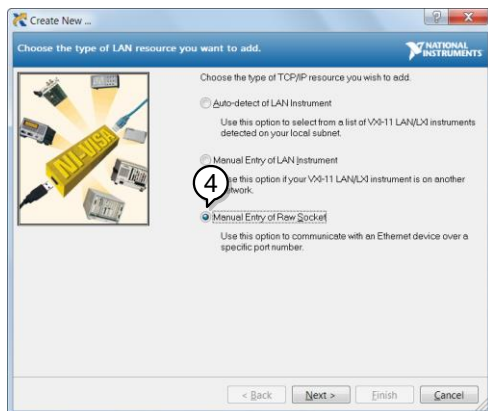 Create New ...
Choose the type of LAN resource you want to add.
NATIONAL
INSTRUMENTS
Choose the type of TCP/IP resource you wish to add.
Auto-detect of LAN Instrument
Use this option to select from a list of VXI-11 LAN/LXI instruments
detected on your local subnet.
Manual Entry of LAN Instrument
this option if your VXI-11 LAN/LXI instrument is on another
4
Manual Entry of Raw Socket
Use this option to communicate with an Ethernet device over a
specific port number.
NI-VISA
< Back Next > Finish Cancel